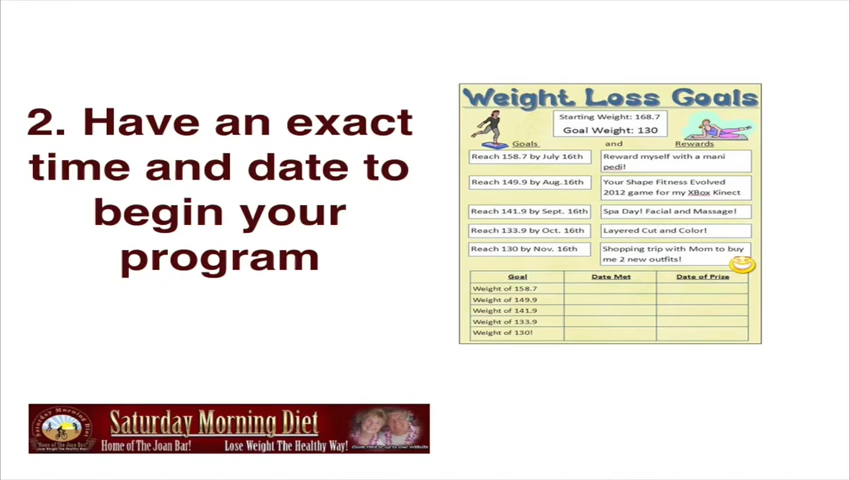 2. Have an exact
time and date to
begin your
program
Weight Loss Goals
Starting Weight: 168.7
Goal Weight: 130
Goals and Rewards
Reach 158.7 by July 16th
Reward myself with a mani
pedi!
Reach 149.9 by Aug.16th
Your Shape Fitness Evolved
2012 game for my XBox Kinect
Reach 141.9 by Sept. 16th
Spa Day! Facial and Massage!
Reach 133.9 by Oct. 16th
Layered Cut and Color!
Reach 130 by Nov. 16th
Shopping trip with Mom to buy
me 2 new outfits!
Goal Date Met Date of Prize
Weight of 158.7
Weight of 149.9
Weight of 141.9
Weight of 133.9
Weight of 130!
Saturday Morning Diet
Home of The Joan Bar! Lose Weight The Healthy Way!